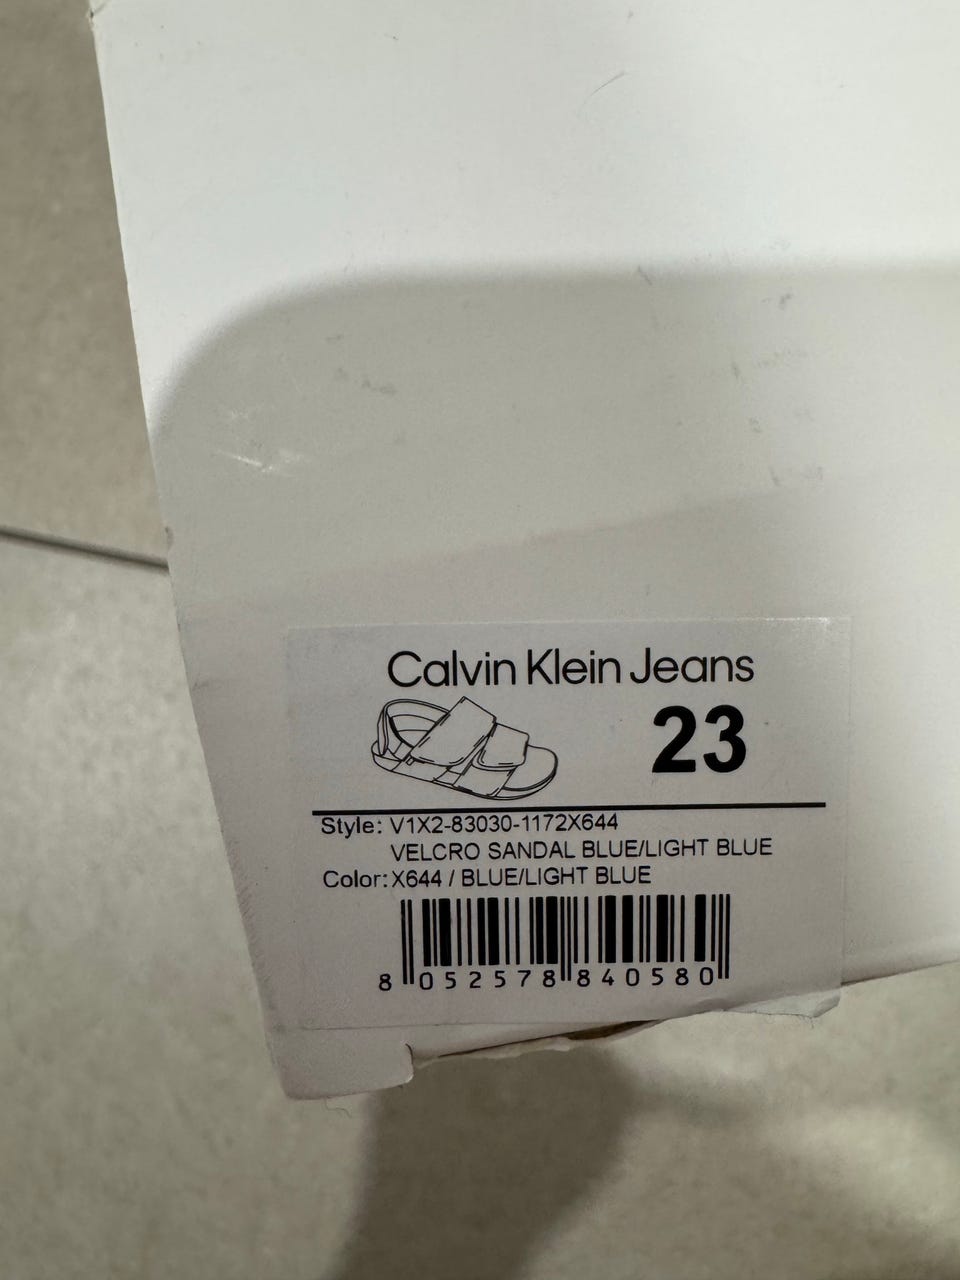 Calvin Klein Jeans
23
Style: V1X2-83030-1172X644
VELCRO SANDAL BLUE/LIGHT BLUE
Color: X644 / BLUE/LIGHT BLUE
8 052578 840580